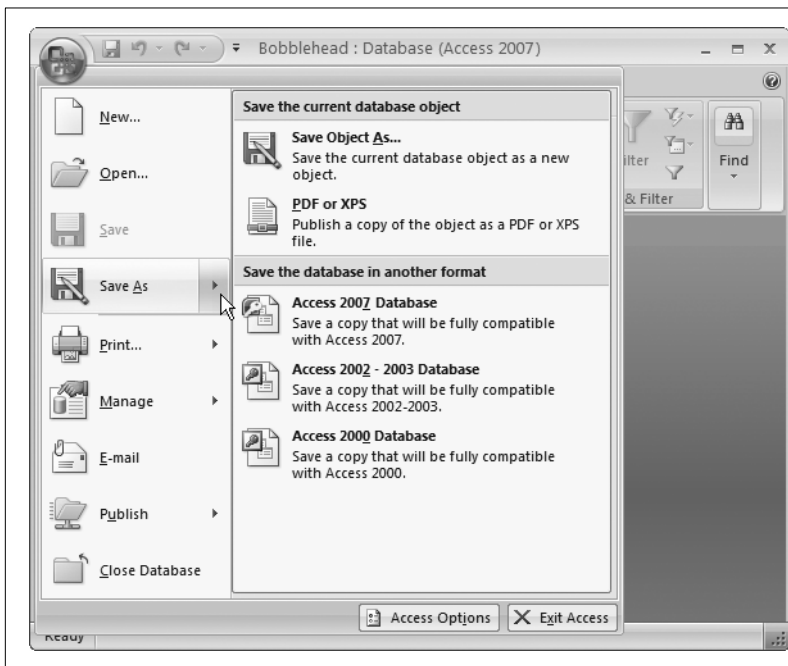 Bobblehead : Database (Access 2007)
New...
Open...
Save
Save As
Print...
Manage
E-mail
Publish
Close Database
Save the current database object
Save Object As...
Save the current database object as a new
object.
PDF or XPS
Publish a copy of the object as a PDF or XPS
file.
Save the database in another format
Access 2007 Database
Save a copy that will be fully compatible
with Access 2007.
Access 2002 - 2003 Database
Save a copy that will be fully compatible
with Access 2002-2003.
Access 2000 Database
Save a copy that will be fully compatible
with Access 2000.
ilter
Find
& Filter
Access Options
Exit Access
Ready